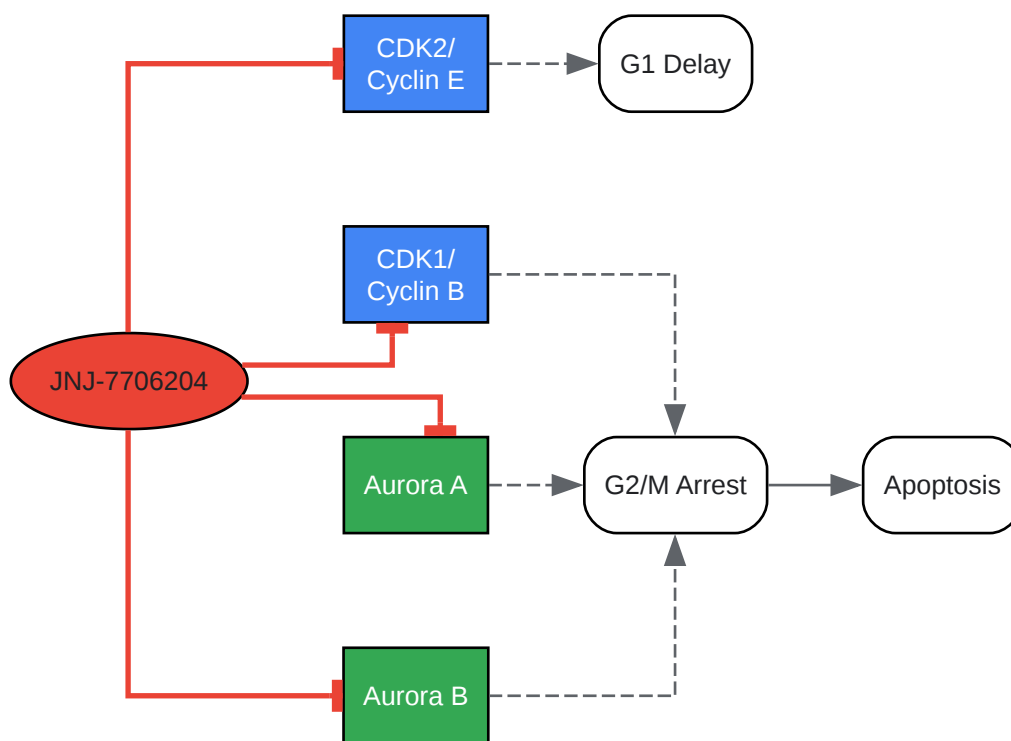 CDK2/
Cyclin E
G1 Delay
CDK1/
Cyclin B
JNJ-7706204
Aurora A
G2/M Arrest
Apoptosis
Aurora B